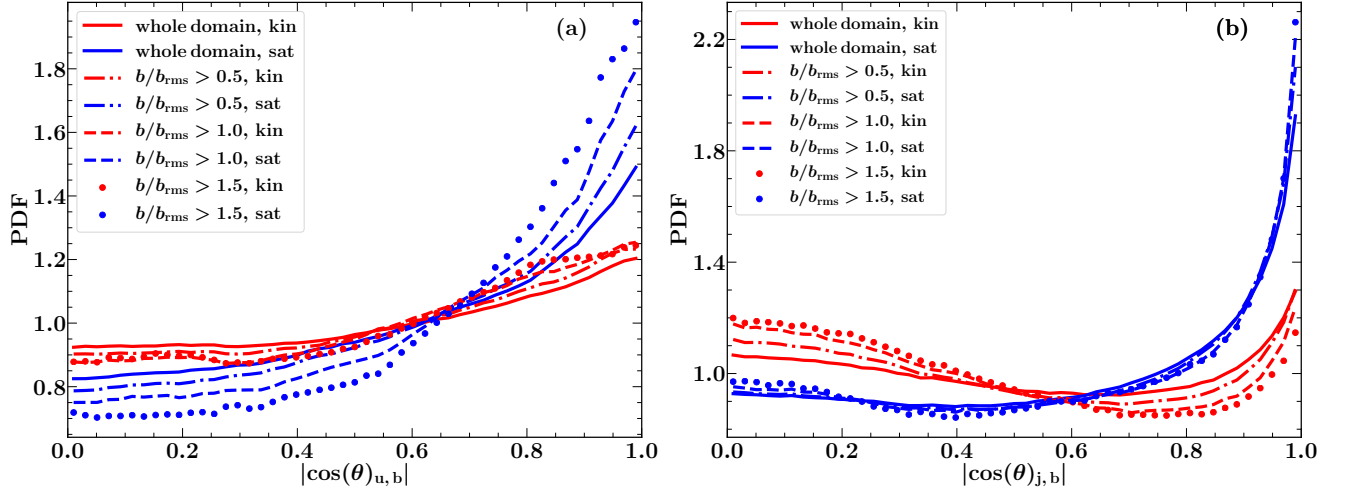 (a)
whole domain, kin
whole domain, sat
b/b_rms > 0.5, kin
b/b_rms > 0.5, sat
b/b_rms > 1.0, kin
b/b_rms > 1.0, sat
b/b_rms > 1.5, kin
b/b_rms > 1.5, sat
PDF
1.8
1.6
1.4
1.2
1.0
0.8
0.0 0.2 0.4 0.6 0.8 1.0
|cos(θ)_{u, b}|
(b)
whole domain, kin
whole domain, sat
b/b_rms > 0.5, kin
b/b_rms > 0.5, sat
b/b_rms > 1.0, kin
b/b_rms > 1.0, sat
b/b_rms > 1.5, kin
b/b_rms > 1.5, sat
PDF
2.2
1.8
1.4
1.0
0.0 0.2 0.4 0.6 0.8 1.0
|cos(θ)_{j, b}|